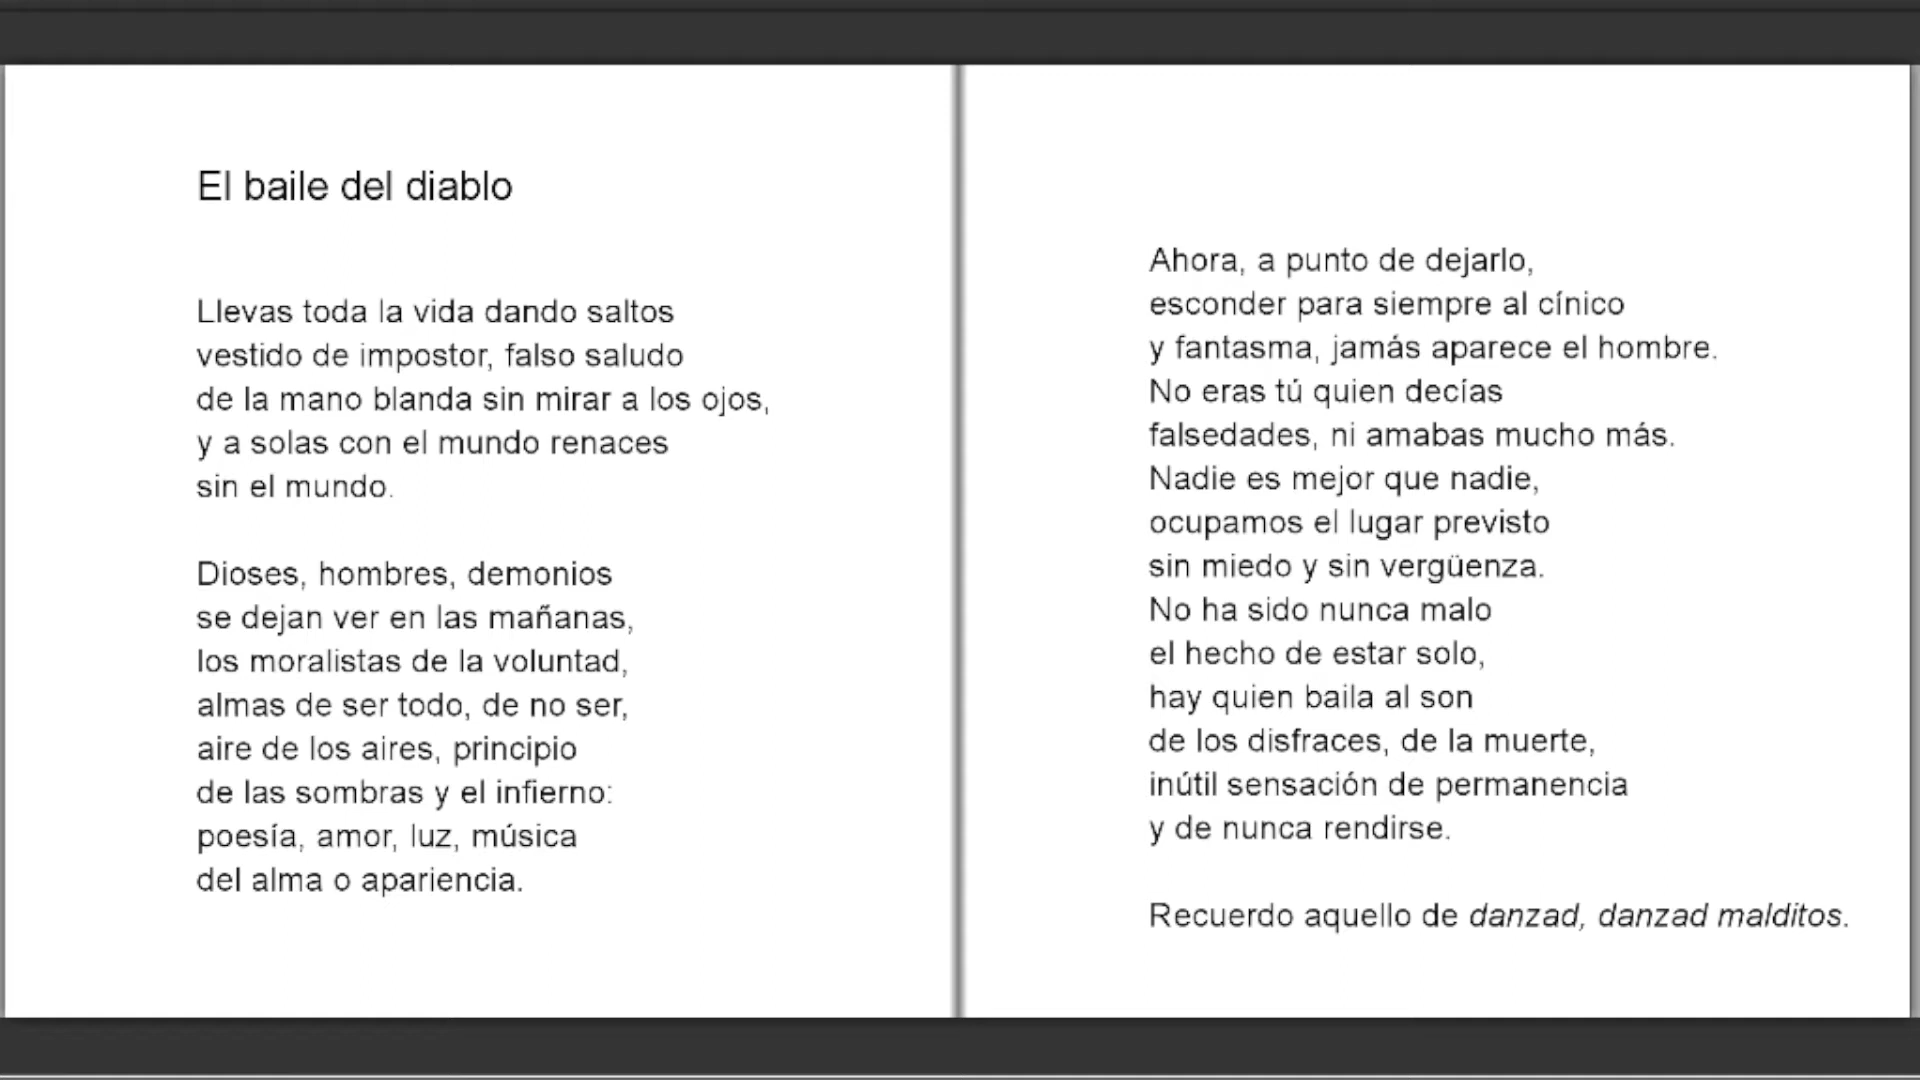 El baile del diablo
Llevas toda la vida dando saltos
vestido de impostor, falso saludo
de la mano blanda sin mirar a los ojos,
y a solas con el mundo renaces
sin el mundo.
Dioses, hombres, demonios
se dejan ver en las mañanas,
los moralistas de la voluntad,
almas de ser todo, de no ser,
aire de los aires, principio
de las sombras y el infierno:
poesía, amor, luz, música
del alma o apariencia.
Ahora, a punto de dejarlo,
esconder para siempre al cínico
y fantasma, jamás aparece el hombre.
No eras tú quien decías
falsedades, ni amabas mucho más.
Nadie es mejor que nadie,
ocupamos el lugar previsto
sin miedo y sin vergüenza.
No ha sido nunca malo
el hecho de estar solo,
hay quien baila al son
de los disfraces, de la muerte,
inútil sensación de permanencia
y de nunca rendirse.
Recuerdo aquello de danzad, danzad malditos.